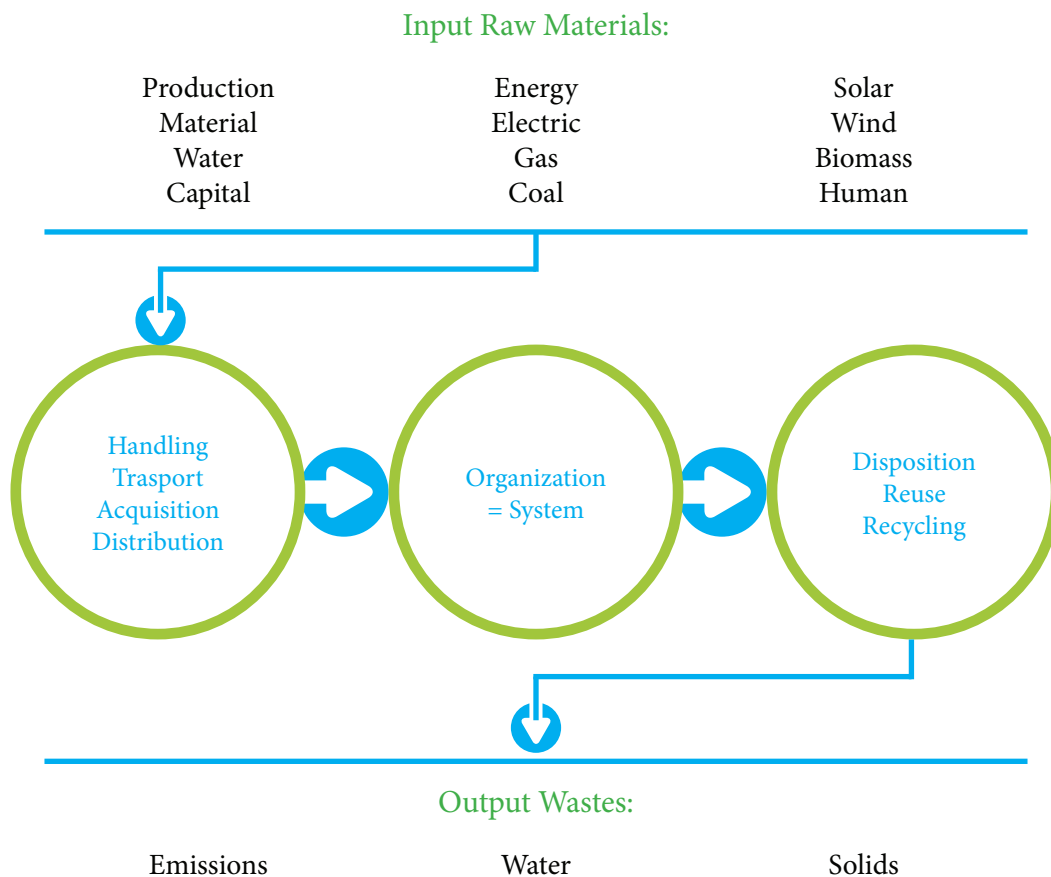 Input Raw Materials:
Production
Material
Water
Capital
Energy
Electric
Gas
Coal
Solar
Wind
Biomass
Human
Handling
Trasport
Acquisition
Distribution
Organization
= System
Disposition
Reuse
Recycling
Output Wastes:
Emissions
Water
Solids